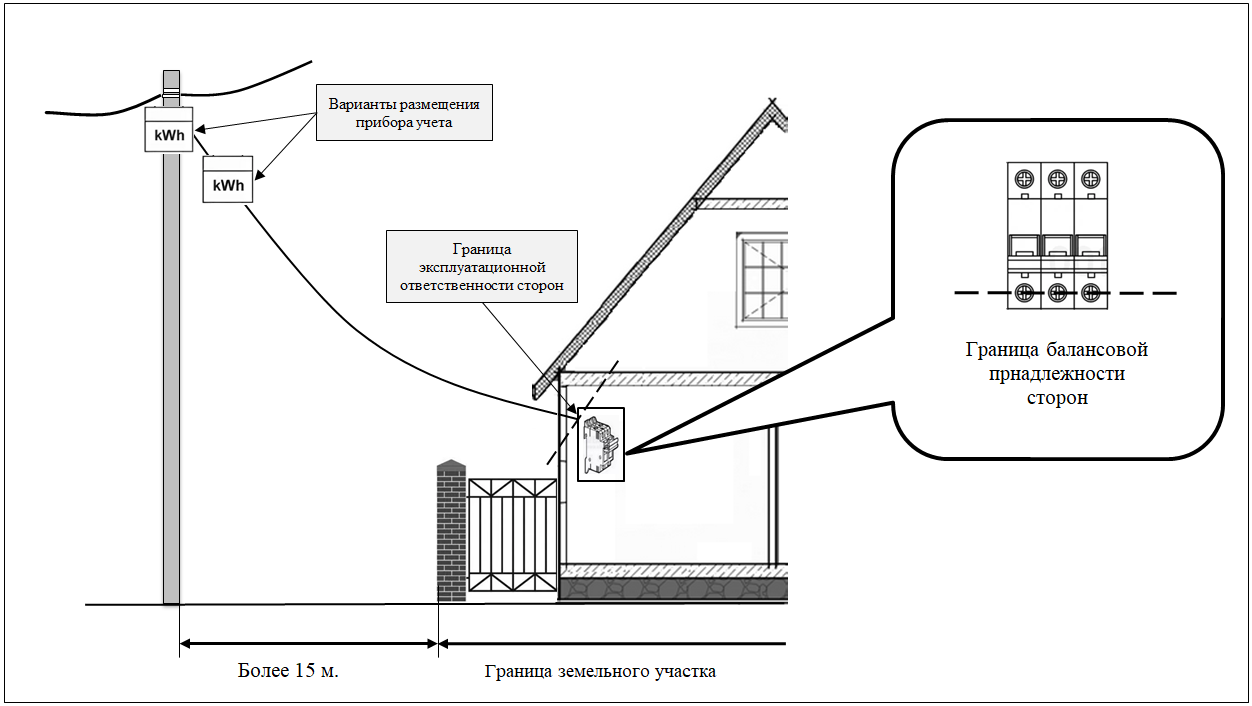 Варианты размещения
прибора учета
kWh
kWh
Граница
эксплуатационной
ответственности сторон
Граница балансовой
прнадлежности
сторон
Более 15 м.
Граница земельного участка